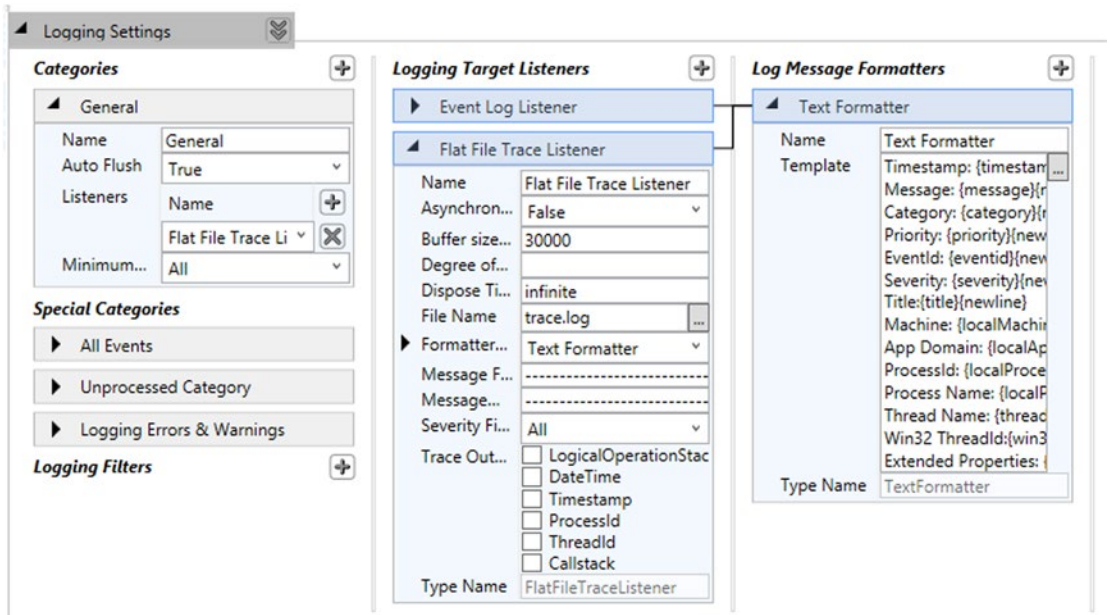 Logging Settings
Categories
General
Name General
Auto Flush True
Listeners Name
Flat File Trace Li
Minimum... All
Special Categories
All Events
Unprocessed Category
Logging Errors & Warnings
Logging Filters
Logging Target Listeners
Event Log Listener
Flat File Trace Listener
Name Flat File Trace Listener
Asynchron... False
Buffer size... 30000
Degree of...
Dispose Ti... infinite
File Name trace.log ...
Formatter... Text Formatter
Message F... ----------------------------
Message... ----------------------------
Severity Fi... All
Trace Out... LogicalOperationStac
DateTime
Timestamp
ProcessId
ThreadId
Callstack
Type Name FlatFileTraceListener
Log Message Formatters
Text Formatter
Name Text Formatter
Template Timestamp: {timestam ...
Message: {message}{n
Category: {category}{n
Priority: {priority}{new
EventId: {eventid}{new
Severity: {severity}{nev
Title:{title}{newline}
Machine: {localMachin
App Domain: {localAp
ProcessId: {localProce
Process Name: {localP
Thread Name: {thread
Win32 ThreadId:{win3
Extended Properties: {
Type Name TextFormatter